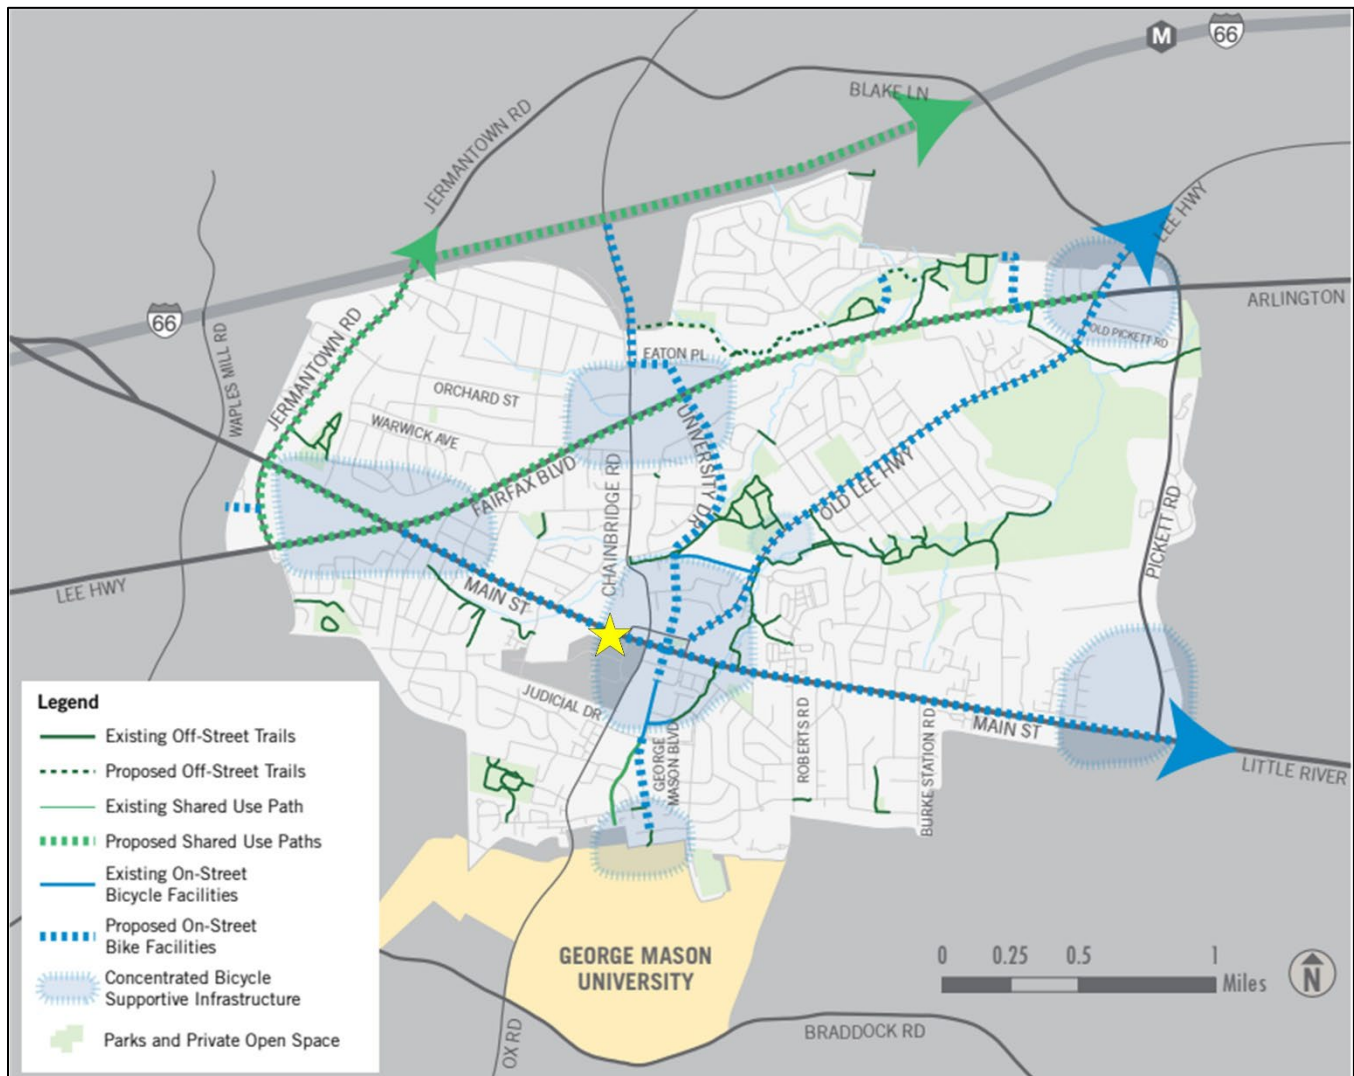 M
66
BLAKE LN
JERMANTOWN RD
LEE HWY
ARLINGTON
66
WAPLES MILL RD
JERMANTOWN RD
OLD PICKETT RD
EATON PL
ORCHARD ST
WARWICK AVE
UNIVERSITY DR
FAIRFAX BLVD
CHAINBRIDGE RD
OLD LEE HWY
PICKETT RD
LEE HWY
MAIN ST
JUDICIAL DR
GEORGE
MASON BLVD
ROBERTS RD
BURKE STATION RD
MAIN ST
LITTLE RIVER
Legend
Existing Off-Street Trails
Proposed Off-Street Trails
Existing Shared Use Path
Proposed Shared Use Paths
Existing On-Street
Bicycle Facilities
Proposed On-Street
Bike Facilities
Concentrated Bicycle
Supportive Infrastructure
Parks and Private Open Space
GEORGE MASON
UNIVERSITY
OX RD
BRADDOCK RD
0 0.25 0.5 1
Miles
N